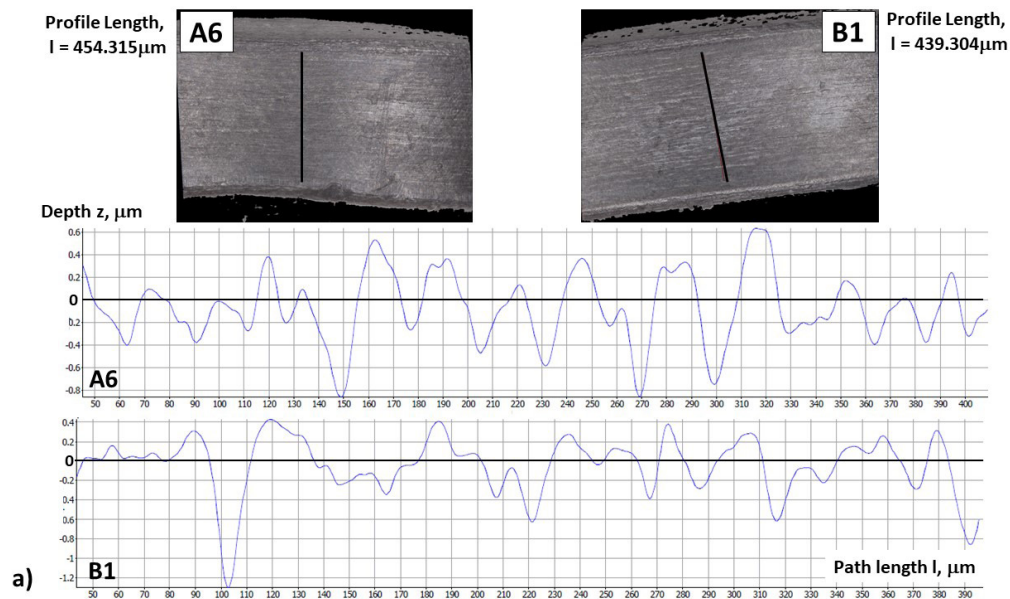 Profile Length,
l = 454.315μm
A6
B1
Profile Length,
l = 439.304μm
Depth z, μm
0.6
0.4
0.2
0
0.2
-0.4
-0.6
-0.8
A6
50 60 70 80 90 100 110 120 130 140 150 160 170 180 190 200 210 220 230 240 250 260 270 280 290 300 310 320 330 340 350 360 370 380 390 400
0.4
0.2
0
-0.2
0.4
0.6
-0.8
-1
-1.2
B1
Path length l, μm
a)
50 60 70 80 90 100 110 120 130 140 150 160 170 180 190 200 210 220 230 240 250 260 270 280 290 300 310 320 330 340 350 360 370 380 390